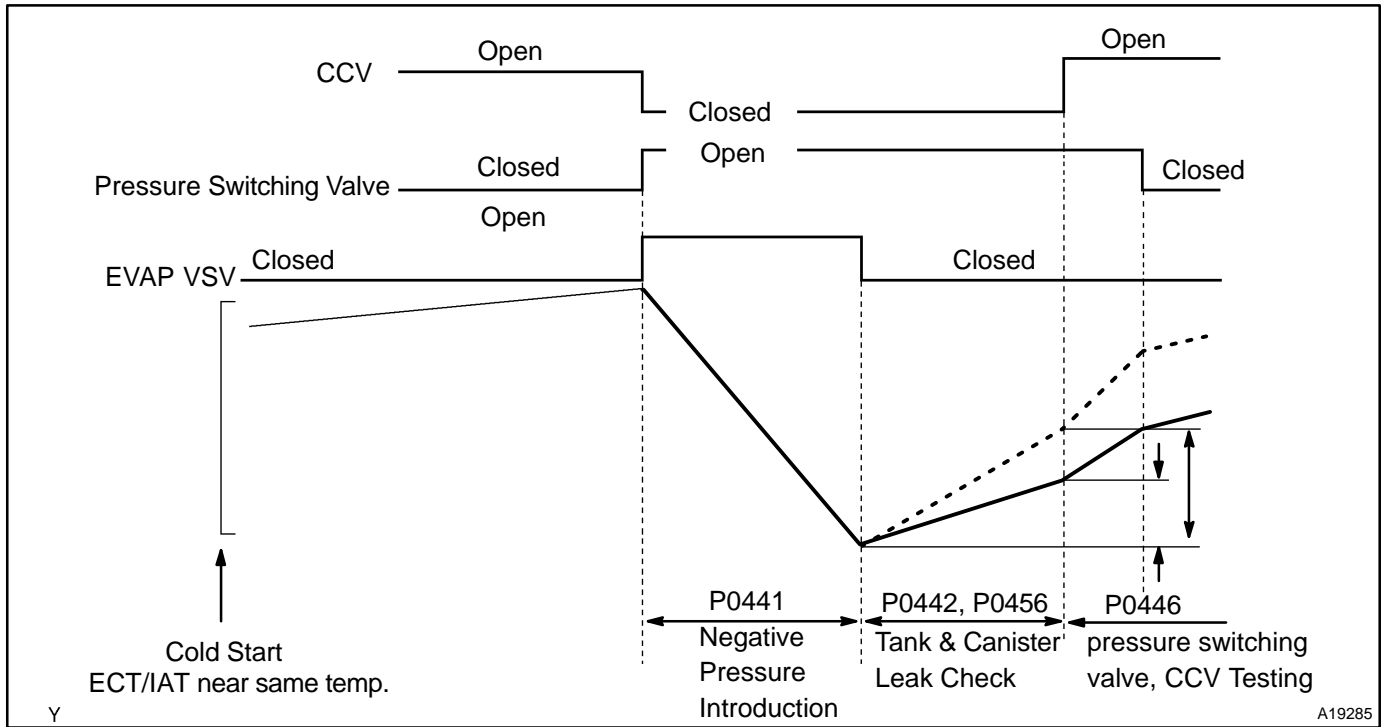 Open
Open
CCV
Closed
Open
Closed
Closed
Pressure Switching Valve
Open
Closed
Closed
EVAP VSV
P0441
P0442, P0456
P0446
Negative
Pressure
Introduction
Tank & Canister
Leak Check
pressure switching
valve, CCV Testing
Cold Start
ECT/IAT near same temp.
Y
A19285